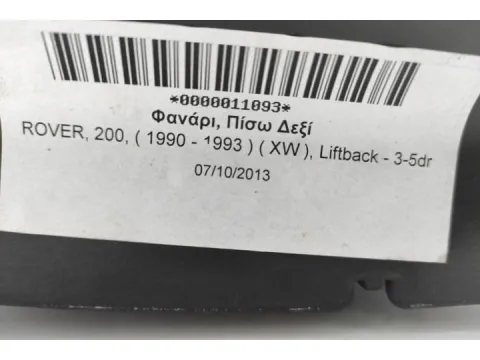 *0000011093*
Φανάρι, Πίσω Δεξί
ROVER, 200, ( 1990 - 1993 ) ( XW ), Liftback - 3-5dr
07/10/2013